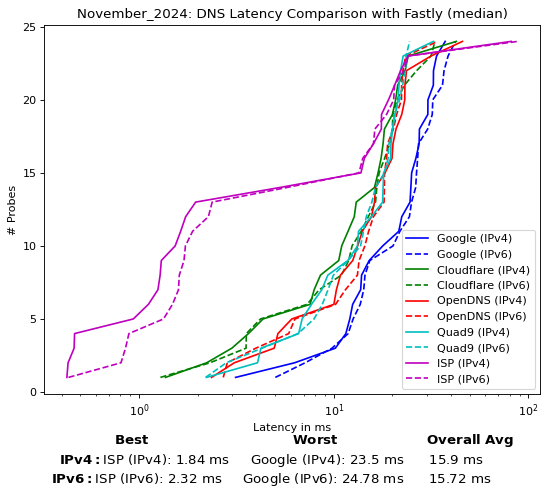 November_2024: DNS Latency Comparison with Fastly (median)
25
20
15
10
5
0
# Probes
Google (IPv4)
Google (IPv6)
Cloudflare (IPv4)
Cloudflare (IPv6)
OpenDNS (IPv4)
OpenDNS (IPv6)
Quad9 (IPv4)
Quad9 (IPv6)
ISP (IPv4)
ISP (IPv6)
10⁰ 10¹ 10²
Latency in ms
Best Worst Overall Avg
IPv4: ISP (IPv4): 1.84 ms Google (IPv4): 23.5 ms 15.9 ms
IPv6: ISP (IPv6): 2.32 ms Google (IPv6): 24.78 ms 15.72 ms